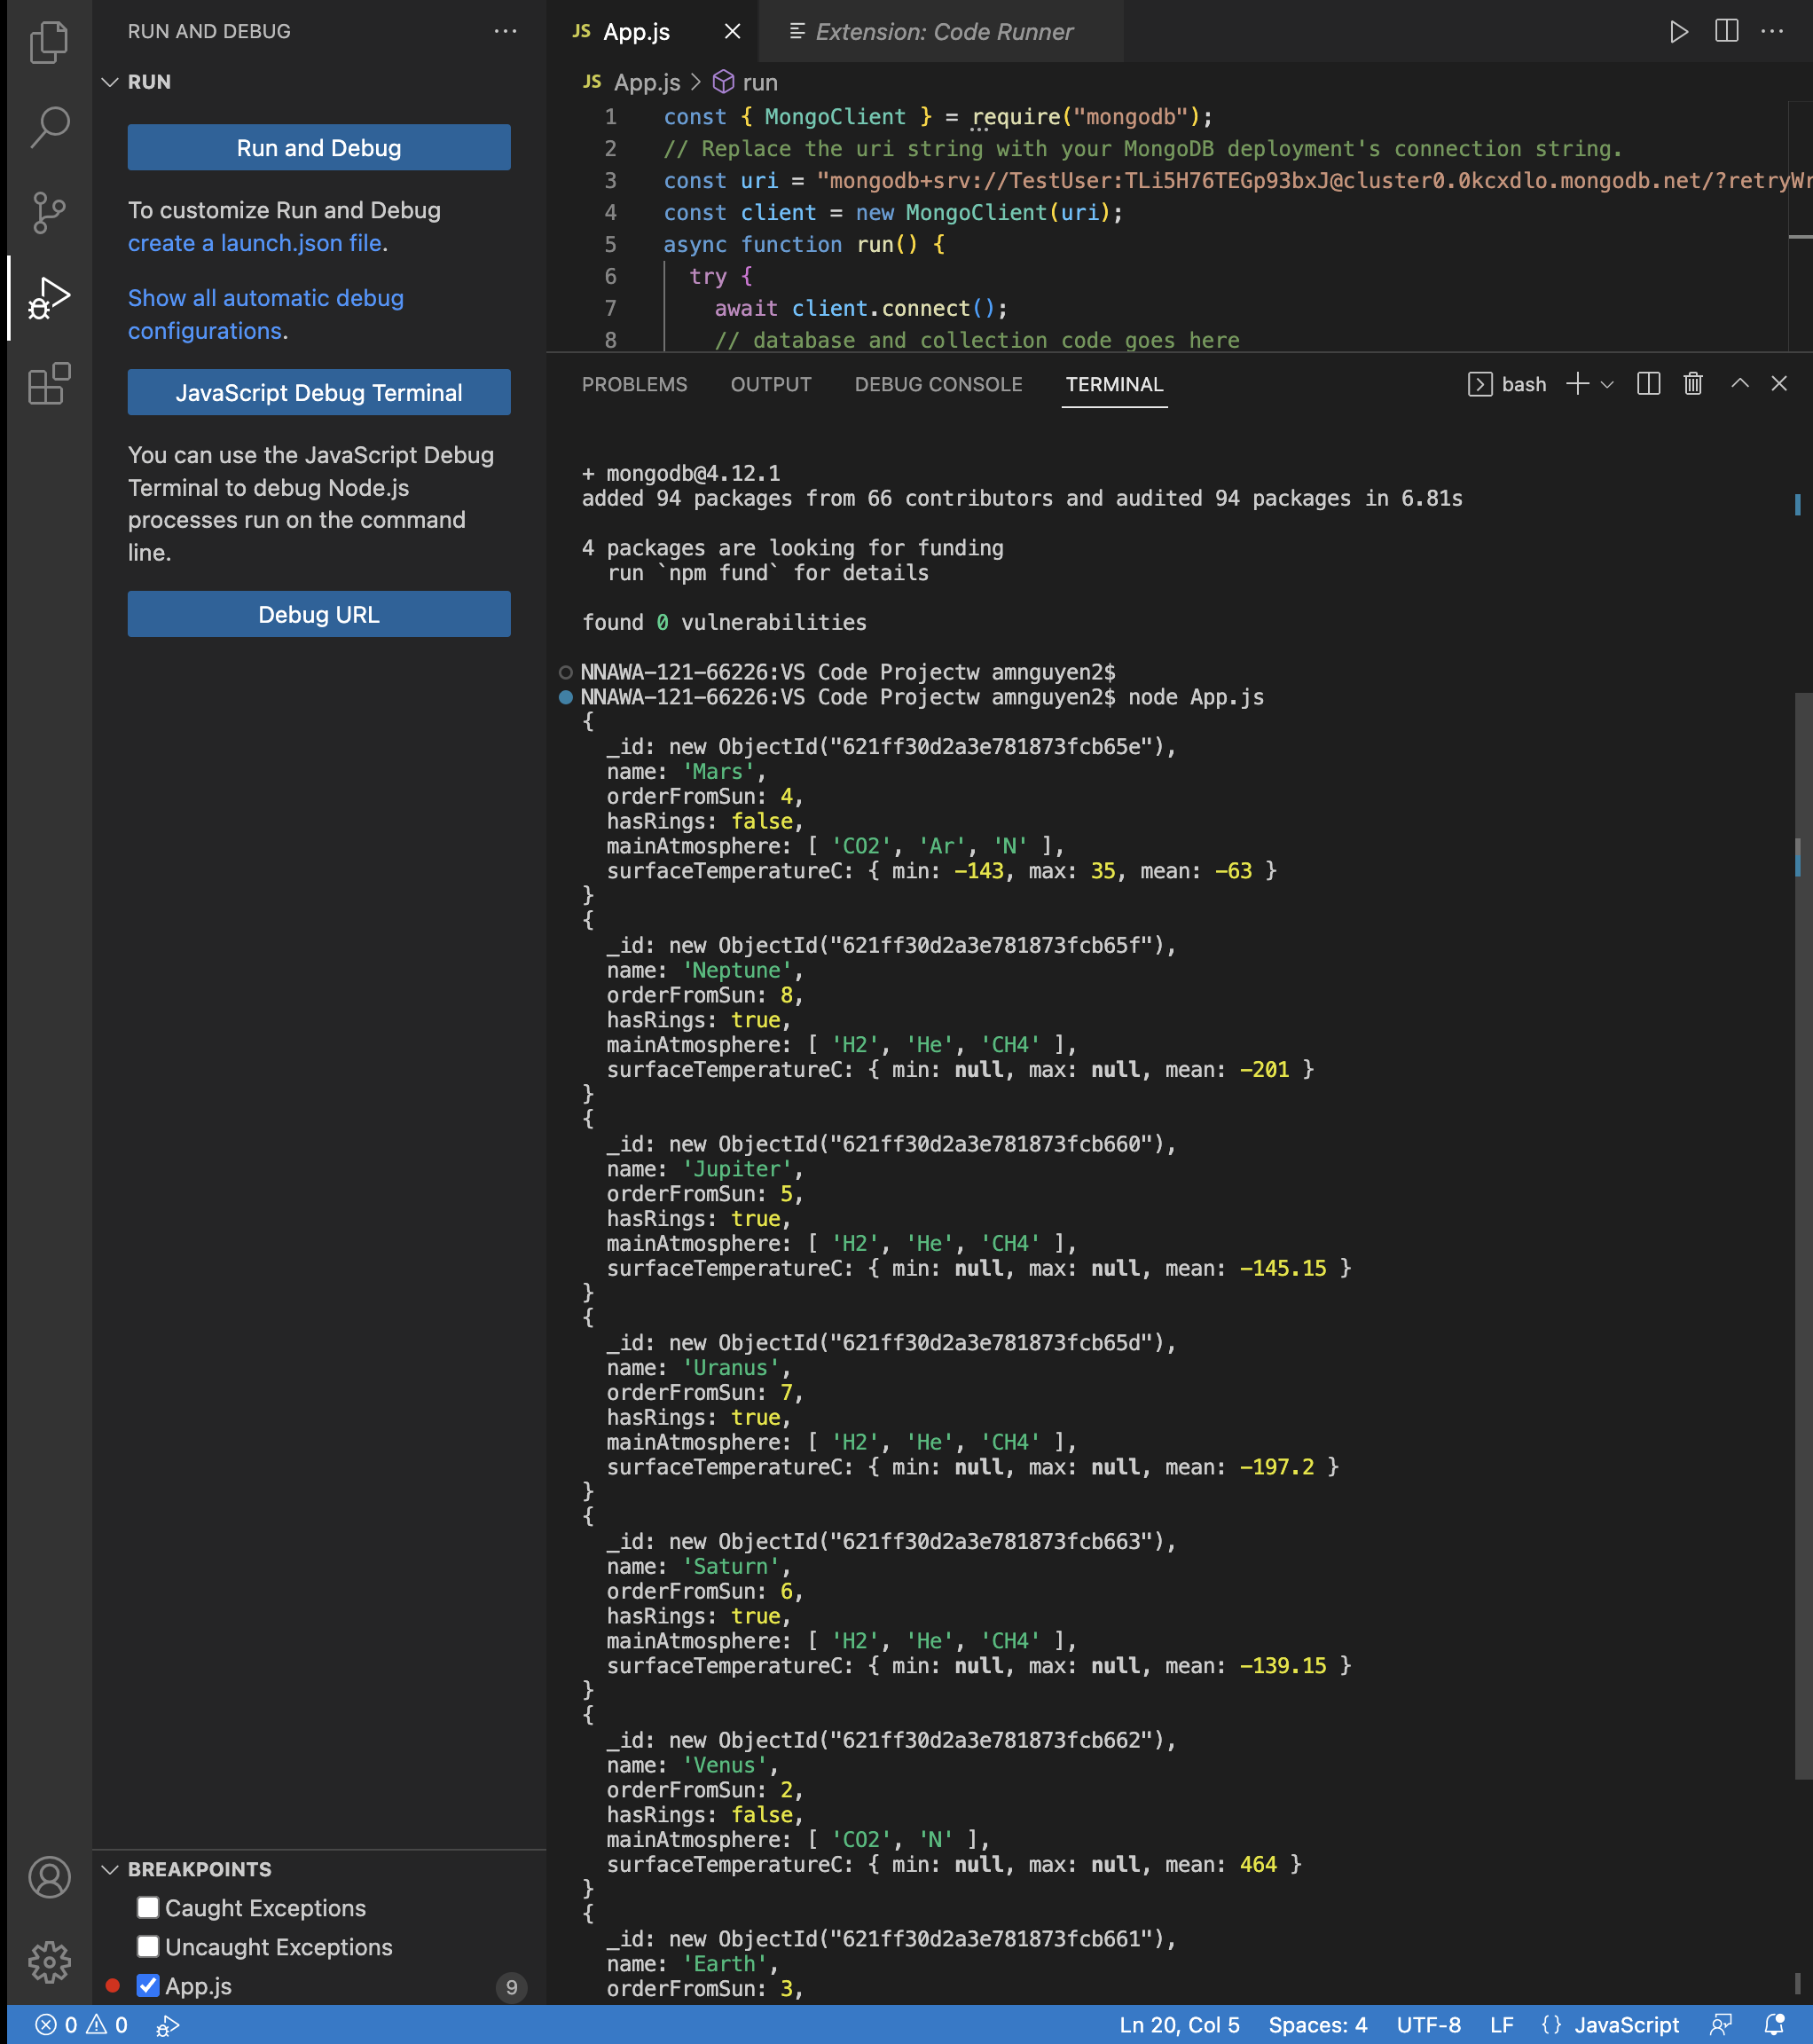 RUN AND DEBUG
RUN
Run and Debug
To customize Run and Debug
create a launch.json file.
Show all automatic debug
configurations.
JavaScript Debug Terminal
You can use the JavaScript Debug
Terminal to debug Node.js
processes run on the command
line.
Debug URL
BREAKPOINTS
Caught Exceptions
Uncaught Exceptions
App.js 9
JS App.js
Extension: Code Runner
JS App.js > run
1 const { MongoClient } = require("mongodb");
2 // Replace the uri string with your MongoDB deployment's connection string.
3 const uri = "mongodb+srv://TestUser:TLi5H76TEGp93bxJ@cluster0.0kcxdlo.mongodb.net/?retryWr
4 const client = new MongoClient(uri);
5 async function run() {
6 try {
7 await client.connect();
8 // database and collection code goes here
PROBLEMS OUTPUT DEBUG CONSOLE TERMINAL bash
+ mongodb@4.12.1
added 94 packages from 66 contributors and audited 94 packages in 6.81s
4 packages are looking for funding
run `npm fund` for details
found 0 vulnerabilities
NNAWA-121-66226:VS Code Projectw amnguyen2$
NNAWA-121-66226:VS Code Projectw amnguyen2$ node App.js
{
_id: new ObjectId("621ff30d2a3e781873fcb65e"),
name: 'Mars',
orderFromSun: 4,
hasRings: false,
mainAtmosphere: [ 'CO2', 'Ar', 'N' ],
surfaceTemperatureC: { min: -143, max: 35, mean: -63 }
}
{
_id: new ObjectId("621ff30d2a3e781873fcb65f"),
name: 'Neptune',
orderFromSun: 8,
hasRings: true,
mainAtmosphere: [ 'H2', 'He', 'CH4' ],
surfaceTemperatureC: { min: null, max: null, mean: -201 }
}
{
_id: new ObjectId("621ff30d2a3e781873fcb660"),
name: 'Jupiter',
orderFromSun: 5,
hasRings: true,
mainAtmosphere: [ 'H2', 'He', 'CH4' ],
surfaceTemperatureC: { min: null, max: null, mean: -145.15 }
}
{
_id: new ObjectId("621ff30d2a3e781873fcb65d"),
name: 'Uranus',
orderFromSun: 7,
hasRings: true,
mainAtmosphere: [ 'H2', 'He', 'CH4' ],
surfaceTemperatureC: { min: null, max: null, mean: -197.2 }
}
{
_id: new ObjectId("621ff30d2a3e781873fcb663"),
name: 'Saturn',
orderFromSun: 6,
hasRings: true,
mainAtmosphere: [ 'H2', 'He', 'CH4' ],
surfaceTemperatureC: { min: null, max: null, mean: -139.15 }
}
{
_id: new ObjectId("621ff30d2a3e781873fcb662"),
name: 'Venus',
orderFromSun: 2,
hasRings: false,
mainAtmosphere: [ 'CO2', 'N' ],
surfaceTemperatureC: { min: null, max: null, mean: 464 }
}
{
_id: new ObjectId("621ff30d2a3e781873fcb661"),
name: 'Earth',
orderFromSun: 3,
0 0 Ln 20, Col 5 Spaces: 4 UTF-8 LF {} JavaScript